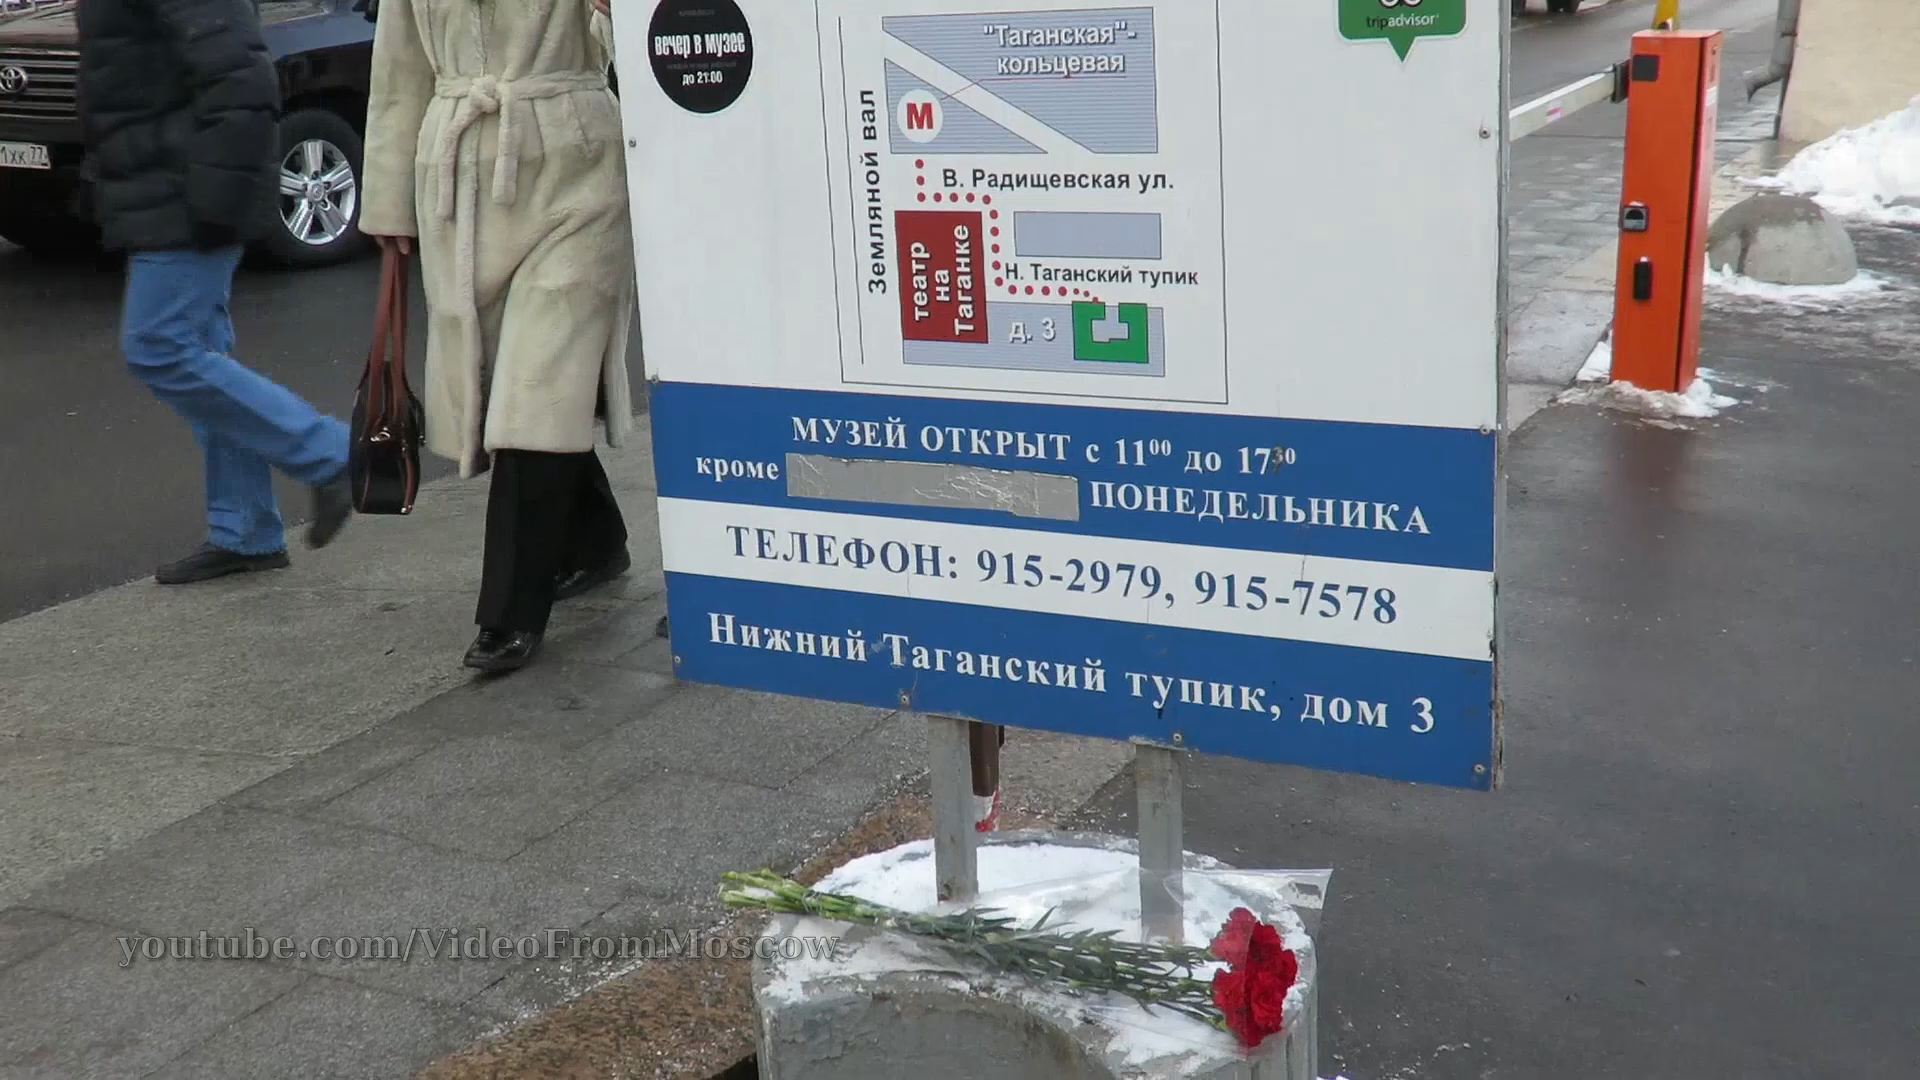 вечер в музее
до 21:00
"Таганская"-
кольцевая
tripadvisor
М
Земляной вал
В. Радищевская ул.
театр
на
Таганке
Н. Таганский тупик
д. 3
МУЗЕЙ ОТКРЫТ с 11⁰⁰ до 17³⁰
кроме ПОНЕДЕЛЬНИКА
ТЕЛЕФОН: 915-2979, 915-7578
Нижний Таганский тупик, дом 3
youtube.com/VideoFromMoscow